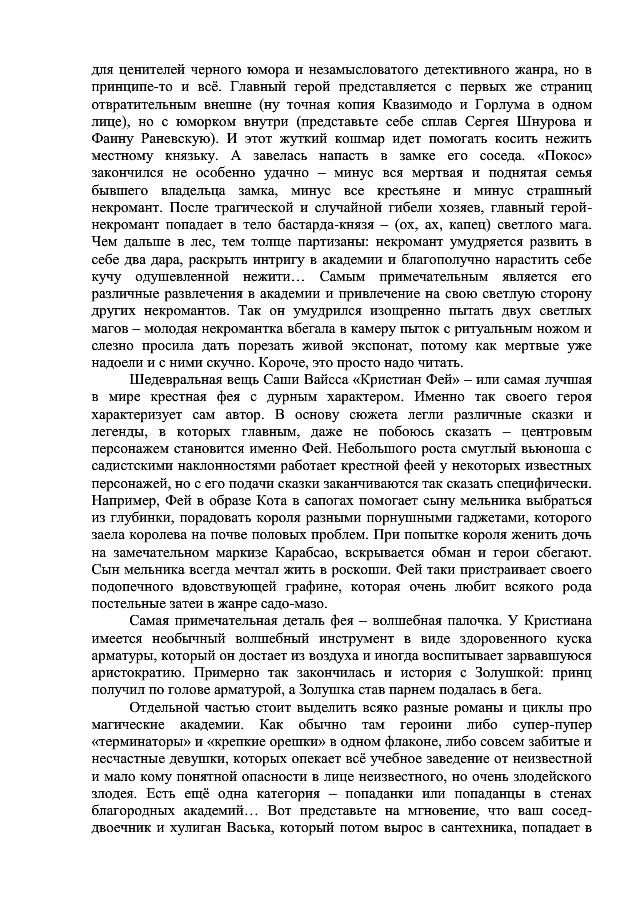 для ценителей черного юмора и незамысловатого детективного жанра, но в
принципе-то и всё. Главный герой представляется с первых же страниц
отвратительным внешне (ну точная копия Квазимодо и Горлума в одном
лице), но с юморком внутри (представьте себе сплав Сергея Шнурова и
Фаину Раневскую). И этот жуткий кошмар идет помогать косить нежить
местному князьку. А завелась напасть в замке его соседа. «Покос»
закончился не особенно удачно – минус вся мертвая и поднятая семья
бывшего владельца замка, минус все крестьяне и минус страшный
некромант. После трагической и случайной гибели хозяев, главный герой-
некромант попадает в тело бастарда-князя – (ох, ах, капец) светлого мага.
Чем дальше в лес, тем толще партизаны: некромант умудряется развить в
себе два дара, раскрыть интригу в академии и благополучно нарастить себе
кучу одушевленной нежити… Самым примечательным является его
различные развлечения в академии и привлечение на свою светлую сторону
других некромантов. Так он умудрился изощренно пытать двух светлых
магов – молодая некромантка вбегала в камеру пыток с ритуальным ножом и
слезно просила дать порезать живой экспонат, потому как мертвые уже
надоели и с ними скучно. Короче, это просто надо читать.
Шедевральная вещь Саши Вайсса «Кристиан Фей» – или самая лучшая
в мире крестная фея с дурным характером. Именно так своего героя
характеризует сам автор. В основу сюжета легли различные сказки и
легенды, в которых главным, даже не побоюсь сказать – центровым
персонажем становится именно Фей. Небольшого роста смуглый вьюноша с
садистскими наклонностями работает крестной феей у некоторых известных
персонажей, но с его подачи сказки заканчиваются так сказать специфически.
Например, Фей в образе Кота в сапогах помогает сыну мельника выбраться
из глубинки, порадовать короля разными порнушными гаджетами, которого
заела королева на почве половых проблем. При попытке короля женить дочь
на замечательном маркизе Карабсао, вскрывается обман и герои сбегают.
Сын мельника всегда мечтал жить в роскоши. Фей таки пристраивает своего
подопечного вдовствующей графине, которая очень любит всякого рода
постельные затеи в жанре садо-мазо.
Самая примечательная деталь фея – волшебная палочка. У Кристиана
имеется необычный волшебный инструмент в виде здоровенного куска
арматуры, который он достает из воздуха и иногда воспитывает зарвавшуюся
аристократию. Примерно так закончилась и история с Золушкой: принц
получил по голове арматурой, а Золушка став парнем подалась в бега.
Отдельной частью стоит выделить всяко разные романы и циклы про
магические академии. Как обычно там героини либо супер-пупер
«терминаторы» и «крепкие орешки» в одном флаконе, либо совсем забитые и
несчастные девушки, которых опекает всё учебное заведение от неизвестной
и мало кому понятной опасности в лице неизвестного, но очень злодейского
злодея. Есть ещё одна категория – попаданки или попаданцы в стенах
благородных академий… Вот представьте на мгновение, что ваш сосед-
двоечник и хулиган Васька, который потом вырос в сантехника, попадает в